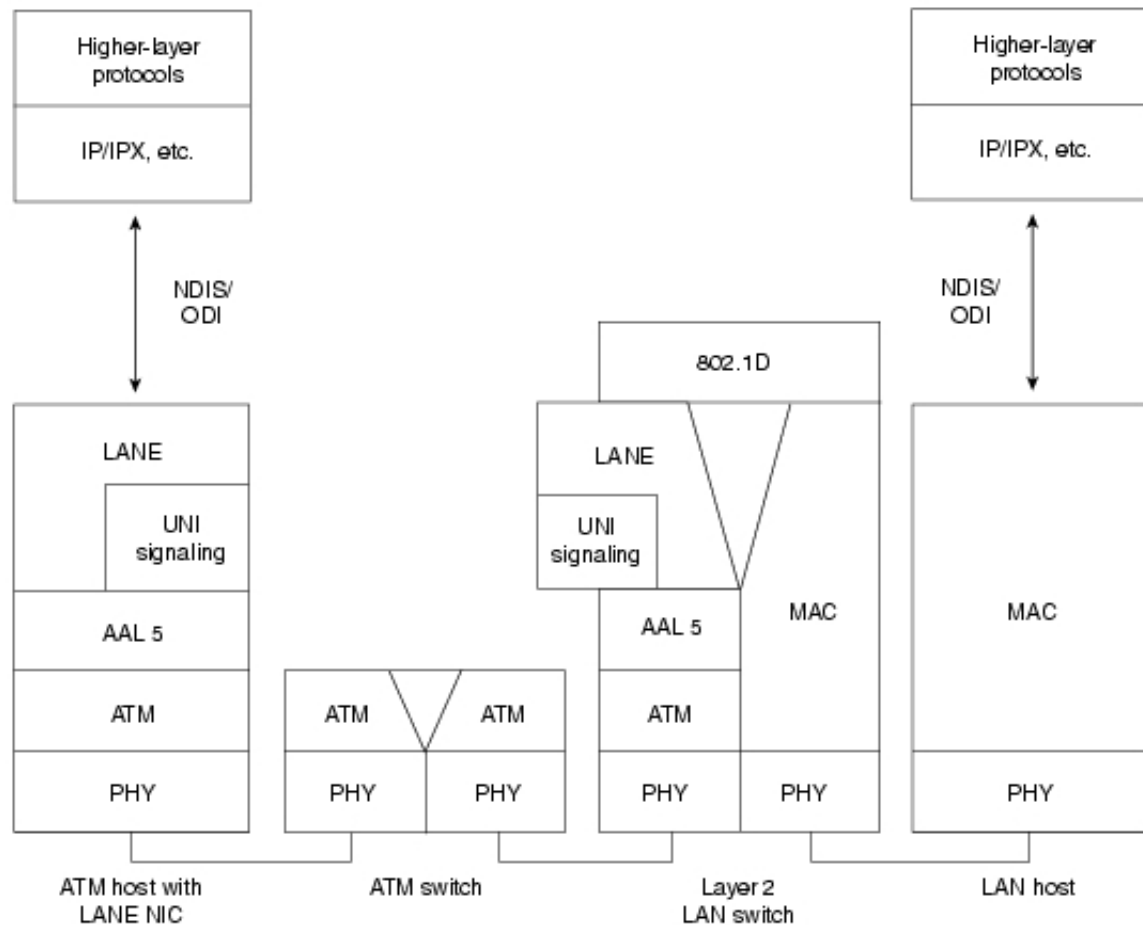 Higher-layer
protocols
IP/IPX, etc.
NDIS/
ODI
LANE
UNI
signaling
AAL 5
ATM
PHY
ATM host with
LANE NIC
ATM
ATM
PHY
PHY
ATM switch
802.1D
LANE
UNI
signaling
AAL 5
ATM
PHY
MAC
PHY
Layer 2
LAN switch
Higher-layer
protocols
IP/IPX, etc.
NDIS/
ODI
MAC
PHY
LAN host